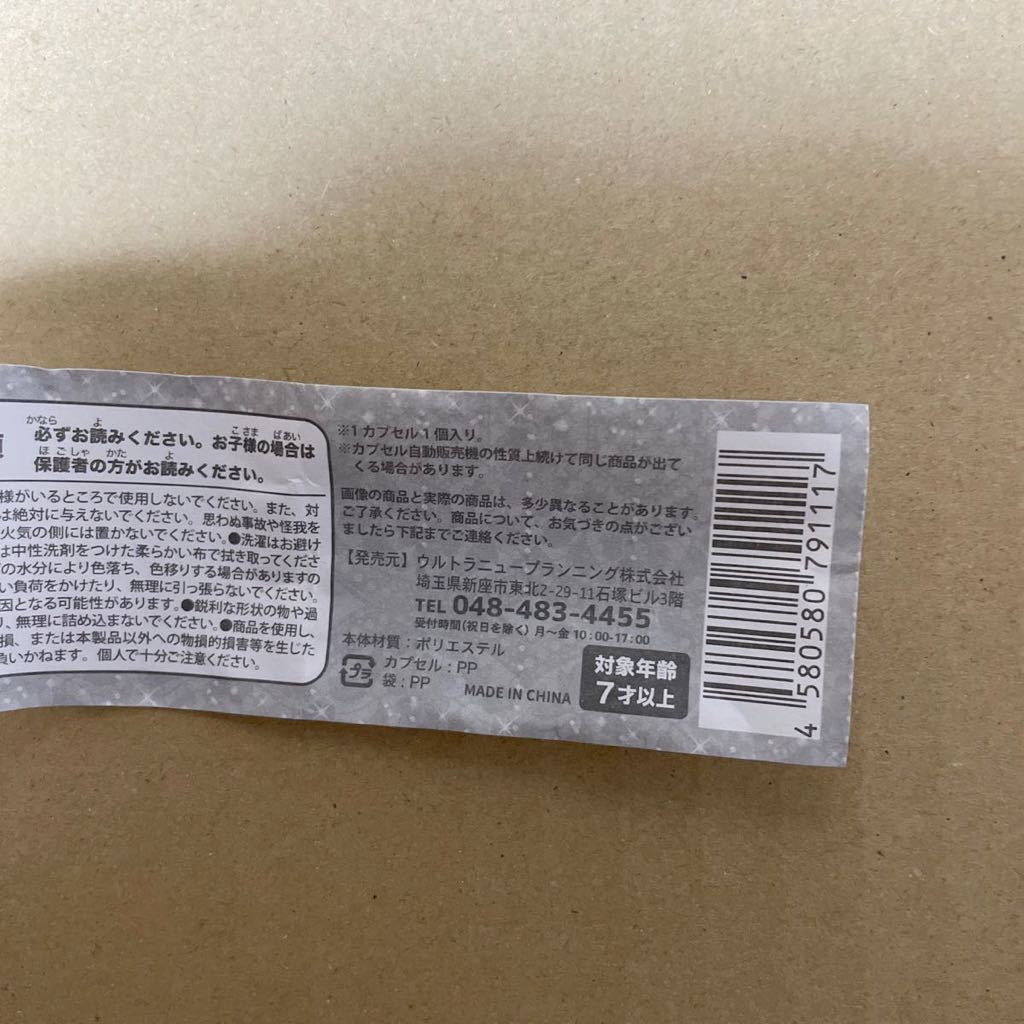 必ずお読みください。お子様の場合は
保護者の方がお読みください。
様がいるところで使用しないでください。また、対
は絶対に与えないでください。思わぬ事故や怪我を
火気の側には置かないでください。●洗濯はお避け
は中性洗剤をつけた柔らかい布で拭き取ってくださ
の水分により色落ち、色移りする場合がありますの
い負荷をかけたり、無理に引っ張らないでください。
因となる可能性があります。●鋭利な形状の物や過
り、無理に詰め込まないでください。●商品を使用し、
損、または本製品以外への物損的損害等を生じた
負いかねます。個人で十分ご注意ください。
※1カプセル1個入り。
※カプセル自動販売機の性質上続けて同じ商品が出て
くる場合があります。
画像の商品と実際の商品は、多少異なることがあります。
ご了承ください。商品について、お気づきの点がござい
ましたら下記までご連絡ください。
【発売元】ウルトラニュープランニング株式会社
埼玉県新座市東北2-29-11石塚ビル3階
TEL 048-483-4455
受付時間(祝日を除く) 月〜金 10:00-17:00
本体材質:ポリエステル
プラ カプセル:PP
袋:PP
MADE IN CHINA
対象年齢
7才以上
4 580580 791117